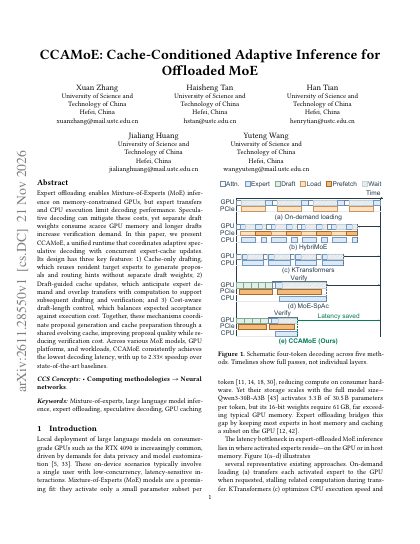 CCAMoE: Cache-Conditioned Adaptive Inference for
Offloaded MoE
Xuan Zhang
University of Science and
Technology of China
Hefei, China
xuanzhang@mail.ustc.edu.cn
Haisheng Tan
University of Science and
Technology of China
Hefei, China
hstan@ustc.edu.cn
Han Tian
University of Science and
Technology of China
Hefei, China
henrytian@ustc.edu.cn
Jialiang Huang
University of Science and
Technology of China
Hefei, China
jialianghuang@mail.ustc.edu.cn
Yuteng Wang
University of Science and
Technology of China
Hefei, China
wangyuteng@mail.ustc.edu.cn
arXiv:2611.28550v1 [cs.DC] 21 Nov 2026
Abstract
Expert offloading enables Mixture-of-Experts (MoE) infer-
ence on memory-constrained GPUs, but expert transfers
and CPU execution limit decoding performance. Specula-
tive decoding can mitigate these costs, yet separate draft
weights consume scarce GPU memory and longer drafts
increase verification demand. In this paper, we present
CCAMoE, a unified runtime that coordinates adaptive spec-
ulative decoding with concurrent expert-cache updates.
Its design has three key features: 1) Cache-only drafting,
which reuses resident target experts to generate propos-
als and routing hints without separate draft weights; 2)
Draft-guided cache updates, which anticipate expert de-
mand and overlap transfers with computation to support
subsequent drafting and verification; and 3) Cost-aware
draft-length control, which balances expected acceptance
against execution cost. Together, these mechanisms coor-
dinate proposal generation and cache preparation through a
shared evolving cache, improving proposal quality while re-
ducing verification cost. Across various MoE models, GPU
platforms, and workloads, CCAMoE consistently achieves
the lowest decoding latency, with up to 2.33× speedup over
state-of-the-art baselines.
CCS Concepts: • Computing methodologies → Neural
networks.
Keywords: Mixture-of-experts, large language model infer-
ence, expert offloading, speculative decoding, GPU caching
1 Introduction
Local deployment of large language models on consumer-
grade GPUs such as the RTX 4090 is increasingly common,
driven by demands for data privacy and model customiza-
tion [5, 33]. These on-device scenarios typically involve
a single user with low-concurrency, latency-sensitive in-
teractions. Mixture-of-Experts (MoE) models are a promis-
ing fit: they activate only a small parameter subset per
Attn. Expert Draft Load Prefetch Wait
Time
GPU
PCIe
(a) On-demand loading
GPU
PCIe
CPU
(b) HybriMoE
GPU
CPU
(c) KTransformers
Verify
GPU
PCIe
(d) MoE-SpAc
Verify
Latency saved
GPU
PCIe
CPU
(e) CCAMoE (Ours)
Figure 1. Schematic four-token decoding across five meth-
ods. Timelines show full passes, not individual layers.
token [11, 14, 18, 30], reducing compute on consumer hard-
ware. Yet their storage scales with the full model size—
Qwen3-30B-A3B [43] activates 3.3 B of 30.5 B parameters
per token, but its 16-bit weights require 61 GB, far exceed-
ing typical GPU memory. Expert offloading bridges this
gap by keeping most experts in host memory and caching
a subset on the GPU [12, 42].
The latency bottleneck in expert-offloaded MoE inference
lies in where activated experts reside—on the GPU or in host
memory. Figure 1(a–d) illustrates
several representative existing approaches. On-demand
loading (a) transfers each activated expert to the GPU
when requested, stalling related computation during trans-
fer. KTransformers (c) optimizes CPU execution speed and
1